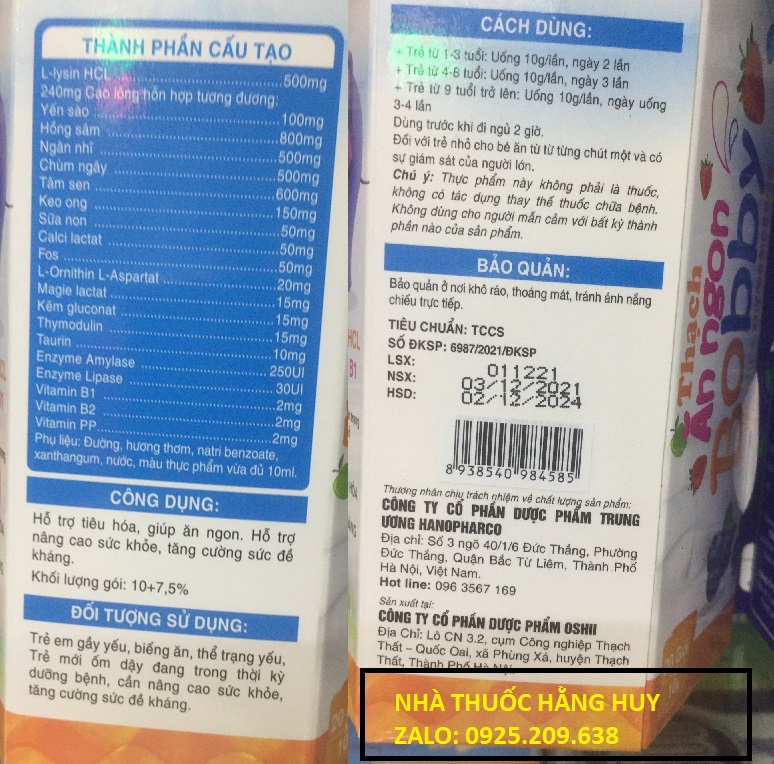 THÀNH PHẦN CẤU TẠO
L-lysin HCL ........ 500mg
240mg Cao lỏng hỗn hợp tương đương:
Yến sào ........ 100mg
Hồng sâm ........ 800mg
Ngân nhĩ ........ 500mg
Chùm ngây ........ 500mg
Tâm sen ........ 600mg
Keo ong ........ 150mg
Sữa non ........ 50mg
Calci lactat ........ 50mg
Fos ........ 50mg
L-Ornithin L-Aspartat ........ 20mg
Magie lactat ........ 15mg
Kẽm gluconat ........ 15mg
Thymodulin ........ 15mg
Taurin ........ 10mg
Enzyme Amylase ........ 250UI
Enzyme Lipase ........ 30UI
Vitamin B1 ........ 2mg
Vitamin B2 ........ 2mg
Vitamin PP ........ 2mg
Phụ liệu: Đường, hương thơm, natri benzoate,
xanthangum, nước, màu thực phẩm vừa đủ 10ml.
CÔNG DỤNG:
Hỗ trợ tiêu hóa, giúp ăn ngon. Hỗ trợ
nâng cao sức khỏe, tăng cường sức đề
kháng.
Khối lượng gói: 10+7,5%
ĐỐI TƯỢNG SỬ DỤNG:
Trẻ em gầy yếu, biếng ăn, thể trạng yếu,
Trẻ mới ốm dậy đang trong thời kỳ
dưỡng bệnh, cần nâng cao sức khỏe,
tăng cường sức đề kháng.
CÁCH DÙNG:
+ Trẻ từ 1-3 tuổi: Uống 10g/lần, ngày 2 lần
+ Trẻ từ 4-8 tuổi: Uống 10g/lần, ngày 3 lần
+ Trẻ từ 9 tuổi trở lên: Uống 10g/lần, ngày uống
3-4 lần
Dùng trước khi đi ngủ 2 giờ.
Đối với trẻ nhỏ cho bé ăn từ từ từng chút một và có
sự giám sát của người lớn.
Chú ý: Thực phẩm này không phải là thuốc,
không có tác dụng thay thế thuốc chữa bệnh.
Không dùng cho người mẫn cảm với bất kỳ thành
phần nào của sản phẩm.
BẢO QUẢN:
Bảo quản ở nơi khô ráo, thoáng mát, tránh ánh nắng
chiếu trực tiếp.
TIÊU CHUẨN: TCCS
SỐ ĐKSP: 6987/2021/ĐKSP
LSX: 011221
NSX: 03/12/2021
HSD: 02/12/2024
8 938540 984585
Thương nhân chịu trách nhiệm về chất lượng sản phẩm:
CÔNG TY CỔ PHẦN DƯỢC PHẨM TRUNG
ƯƠNG HANOPHARCO
Địa chỉ: Số 3 ngõ 40/1/6 Đức Thắng, Phường
Đức Thắng, Quận Bắc Từ Liêm, Thành Phố
Hà Nội, Việt Nam.
Hot line: 096 3567 169
Sản xuất tại:
CÔNG TY CỔ PHẦN DƯỢC PHẨM OSHII
Địa Chỉ: Lô CN 3.2, cụm Công nghiệp Thạch
Thất – Quốc Oai, xã Phùng Xá, huyện Thạch
Thất, Thành Phố Hà Nội
Thạch
Ăn ngon
Bobby
NHÀ THUỐC HẰNG HUY
ZALO: 0925.209.638